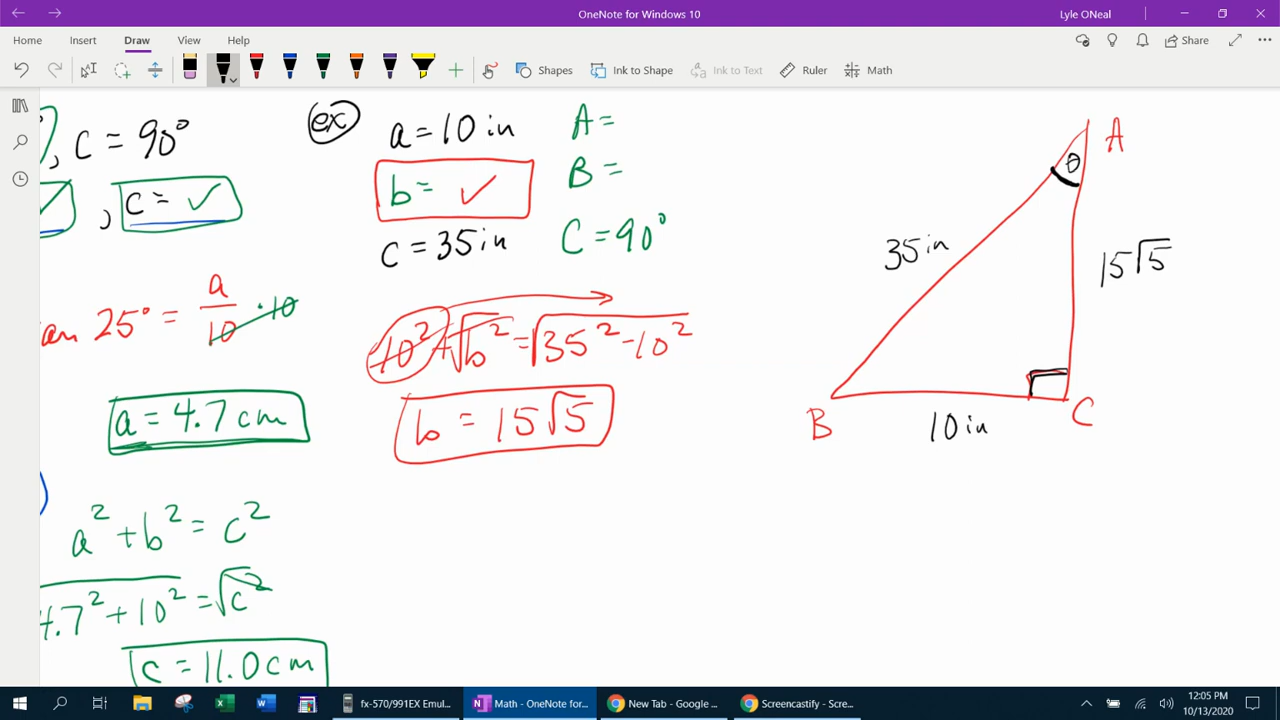 OneNote for Windows 10
Lyle ONeal
Home Insert Draw View Help
Share
Shapes
Ink to Shape
Ink to Text
Ruler
Math
, C = 90°
, c = ✓
an 25° = a/10 · 10
a = 4.7 cm
a² + b² = c²
4.7² + 10² = √c²
c = 11.0 cm
ex
a = 10 in
b = ✓
c = 35 in
A =
B =
C = 90°
10² + √b² = √35² - 10²
b = 15√5
A
θ
35 in
15√5
B
10 in
C
fx-570/991EX Emul...
Math - OneNote for...
New Tab - Google ...
Screencastify - Scre...
12:05 PM
10/13/2020